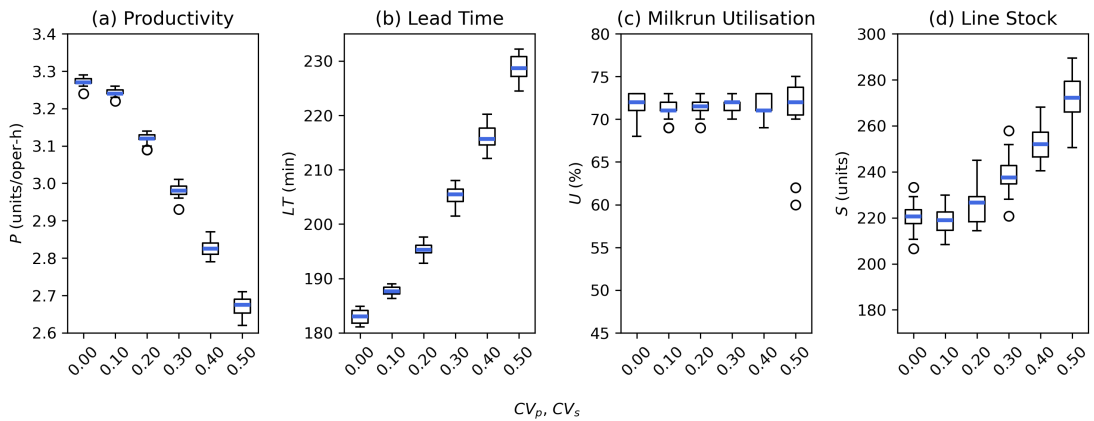 (a) Productivity
P (units/oper-h)
3.4
3.3
3.2
3.1
3.0
2.9
2.8
2.7
2.6
0.00 0.10 0.20 0.30 0.40 0.50
(b) Lead Time
LT (min)
230
220
210
200
190
180
0.00 0.10 0.20 0.30 0.40 0.50
(c) Milkrun Utilisation
U (%)
80
75
70
65
60
55
50
45
0.00 0.10 0.20 0.30 0.40 0.50
(d) Line Stock
S (units)
300
280
260
240
220
200
180
0.00 0.10 0.20 0.30 0.40 0.50
CVp, CVs